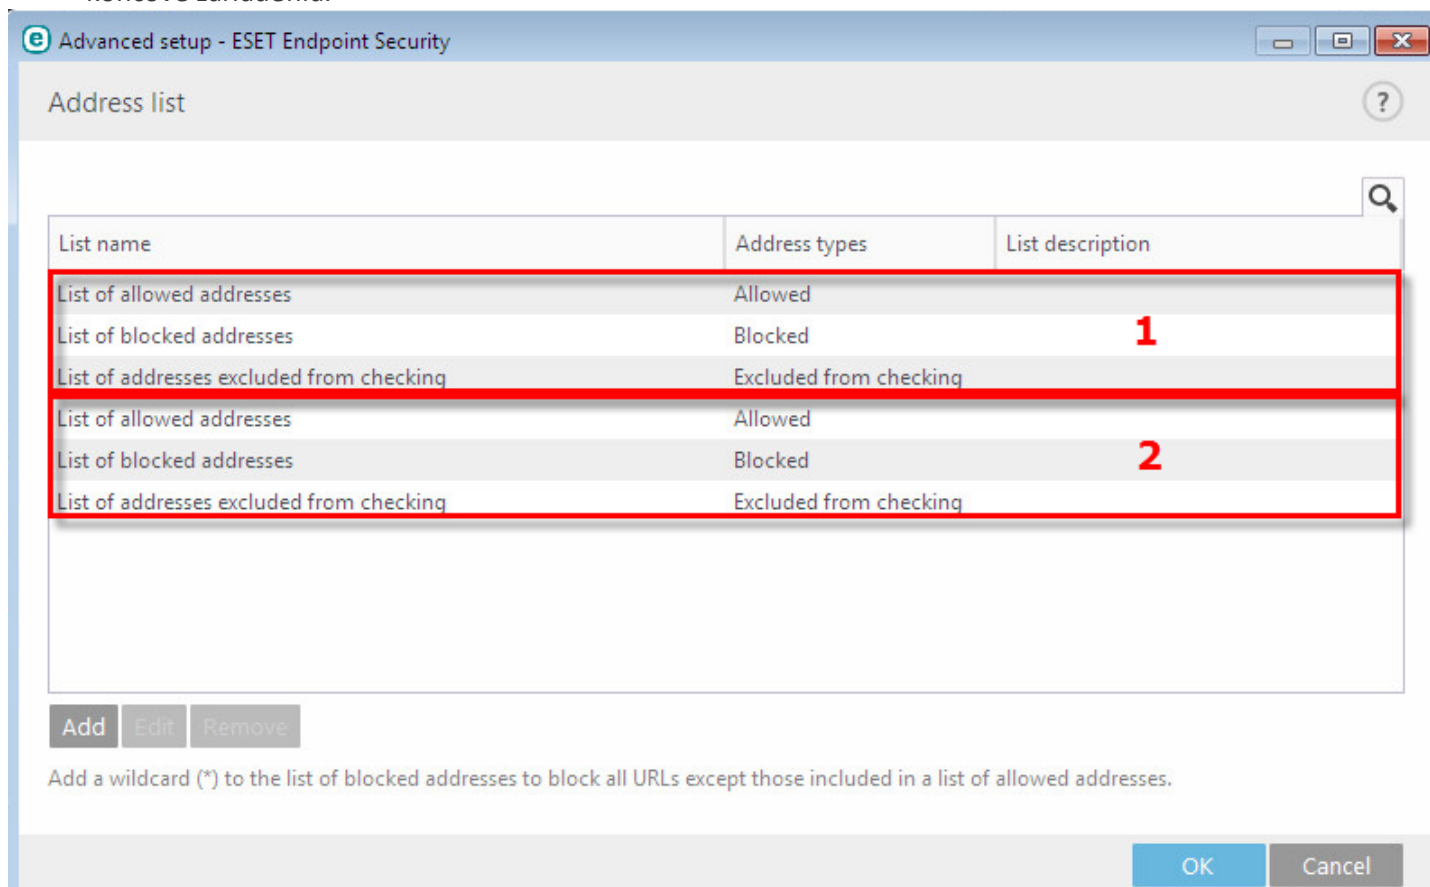 koncové zariadenia.
Advanced setup - ESET Endpoint Security
Address list
?
List name Address types List description
List of allowed addresses Allowed
List of blocked addresses Blocked
1
List of addresses excluded from checking Excluded from checking
List of allowed addresses Allowed
List of blocked addresses Blocked
2
List of addresses excluded from checking Excluded from checking
Add Edit Remove
Add a wildcard (*) to the list of blocked addresses to block all URLs except those included in a list of allowed addresses.
OK Cancel